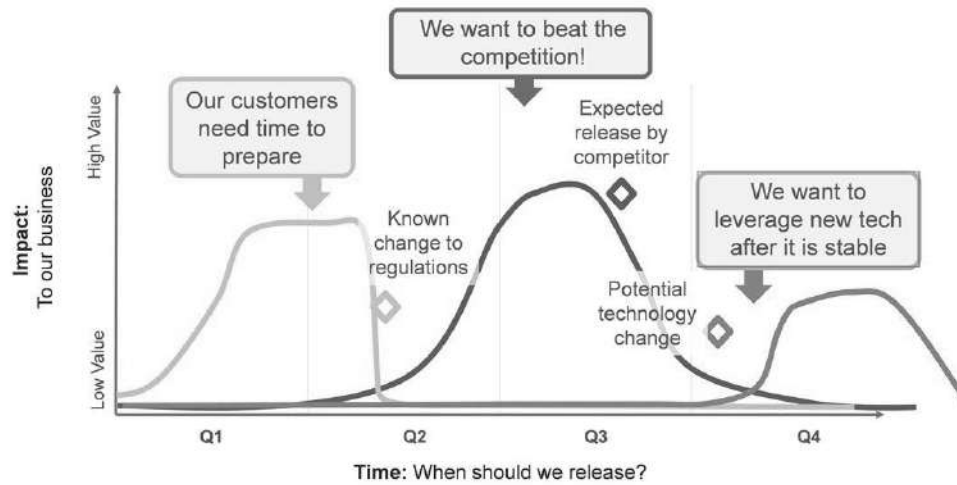 We want to beat the
competition!
Our customers
need time to
prepare
Expected
release by
competitor
We want to
leverage new tech
after it is stable
Known
change to
regulations
Potential
technology
change
High Value
Low Value
Impact:
To our business
Q1
Q2
Q3
Q4
Time: When should we release?